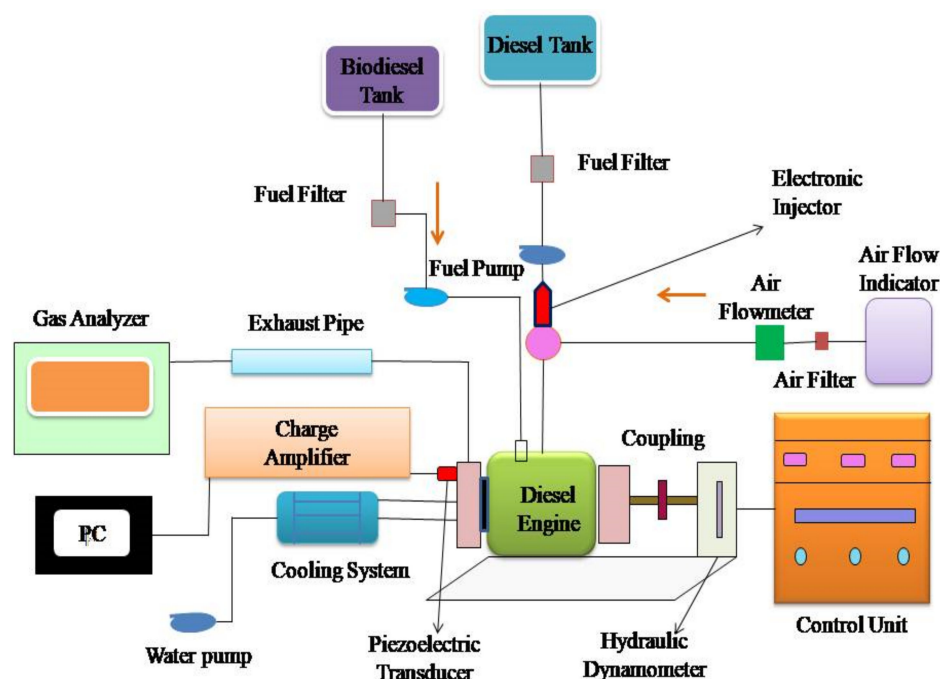 Diesel Tank
Biodiesel
Tank
Fuel Filter
Fuel Filter
Electronic
Injector
Fuel Pump
Air
Flowmeter
Air Flow
Indicator
Gas Analyzer
Exhaust Pipe
Air Filter
Charge
Amplifier
Coupling
Diesel
Engine
PC
Cooling System
Control Unit
Water pump
Piezoelectric
Transducer
Hydraulic
Dynamometer